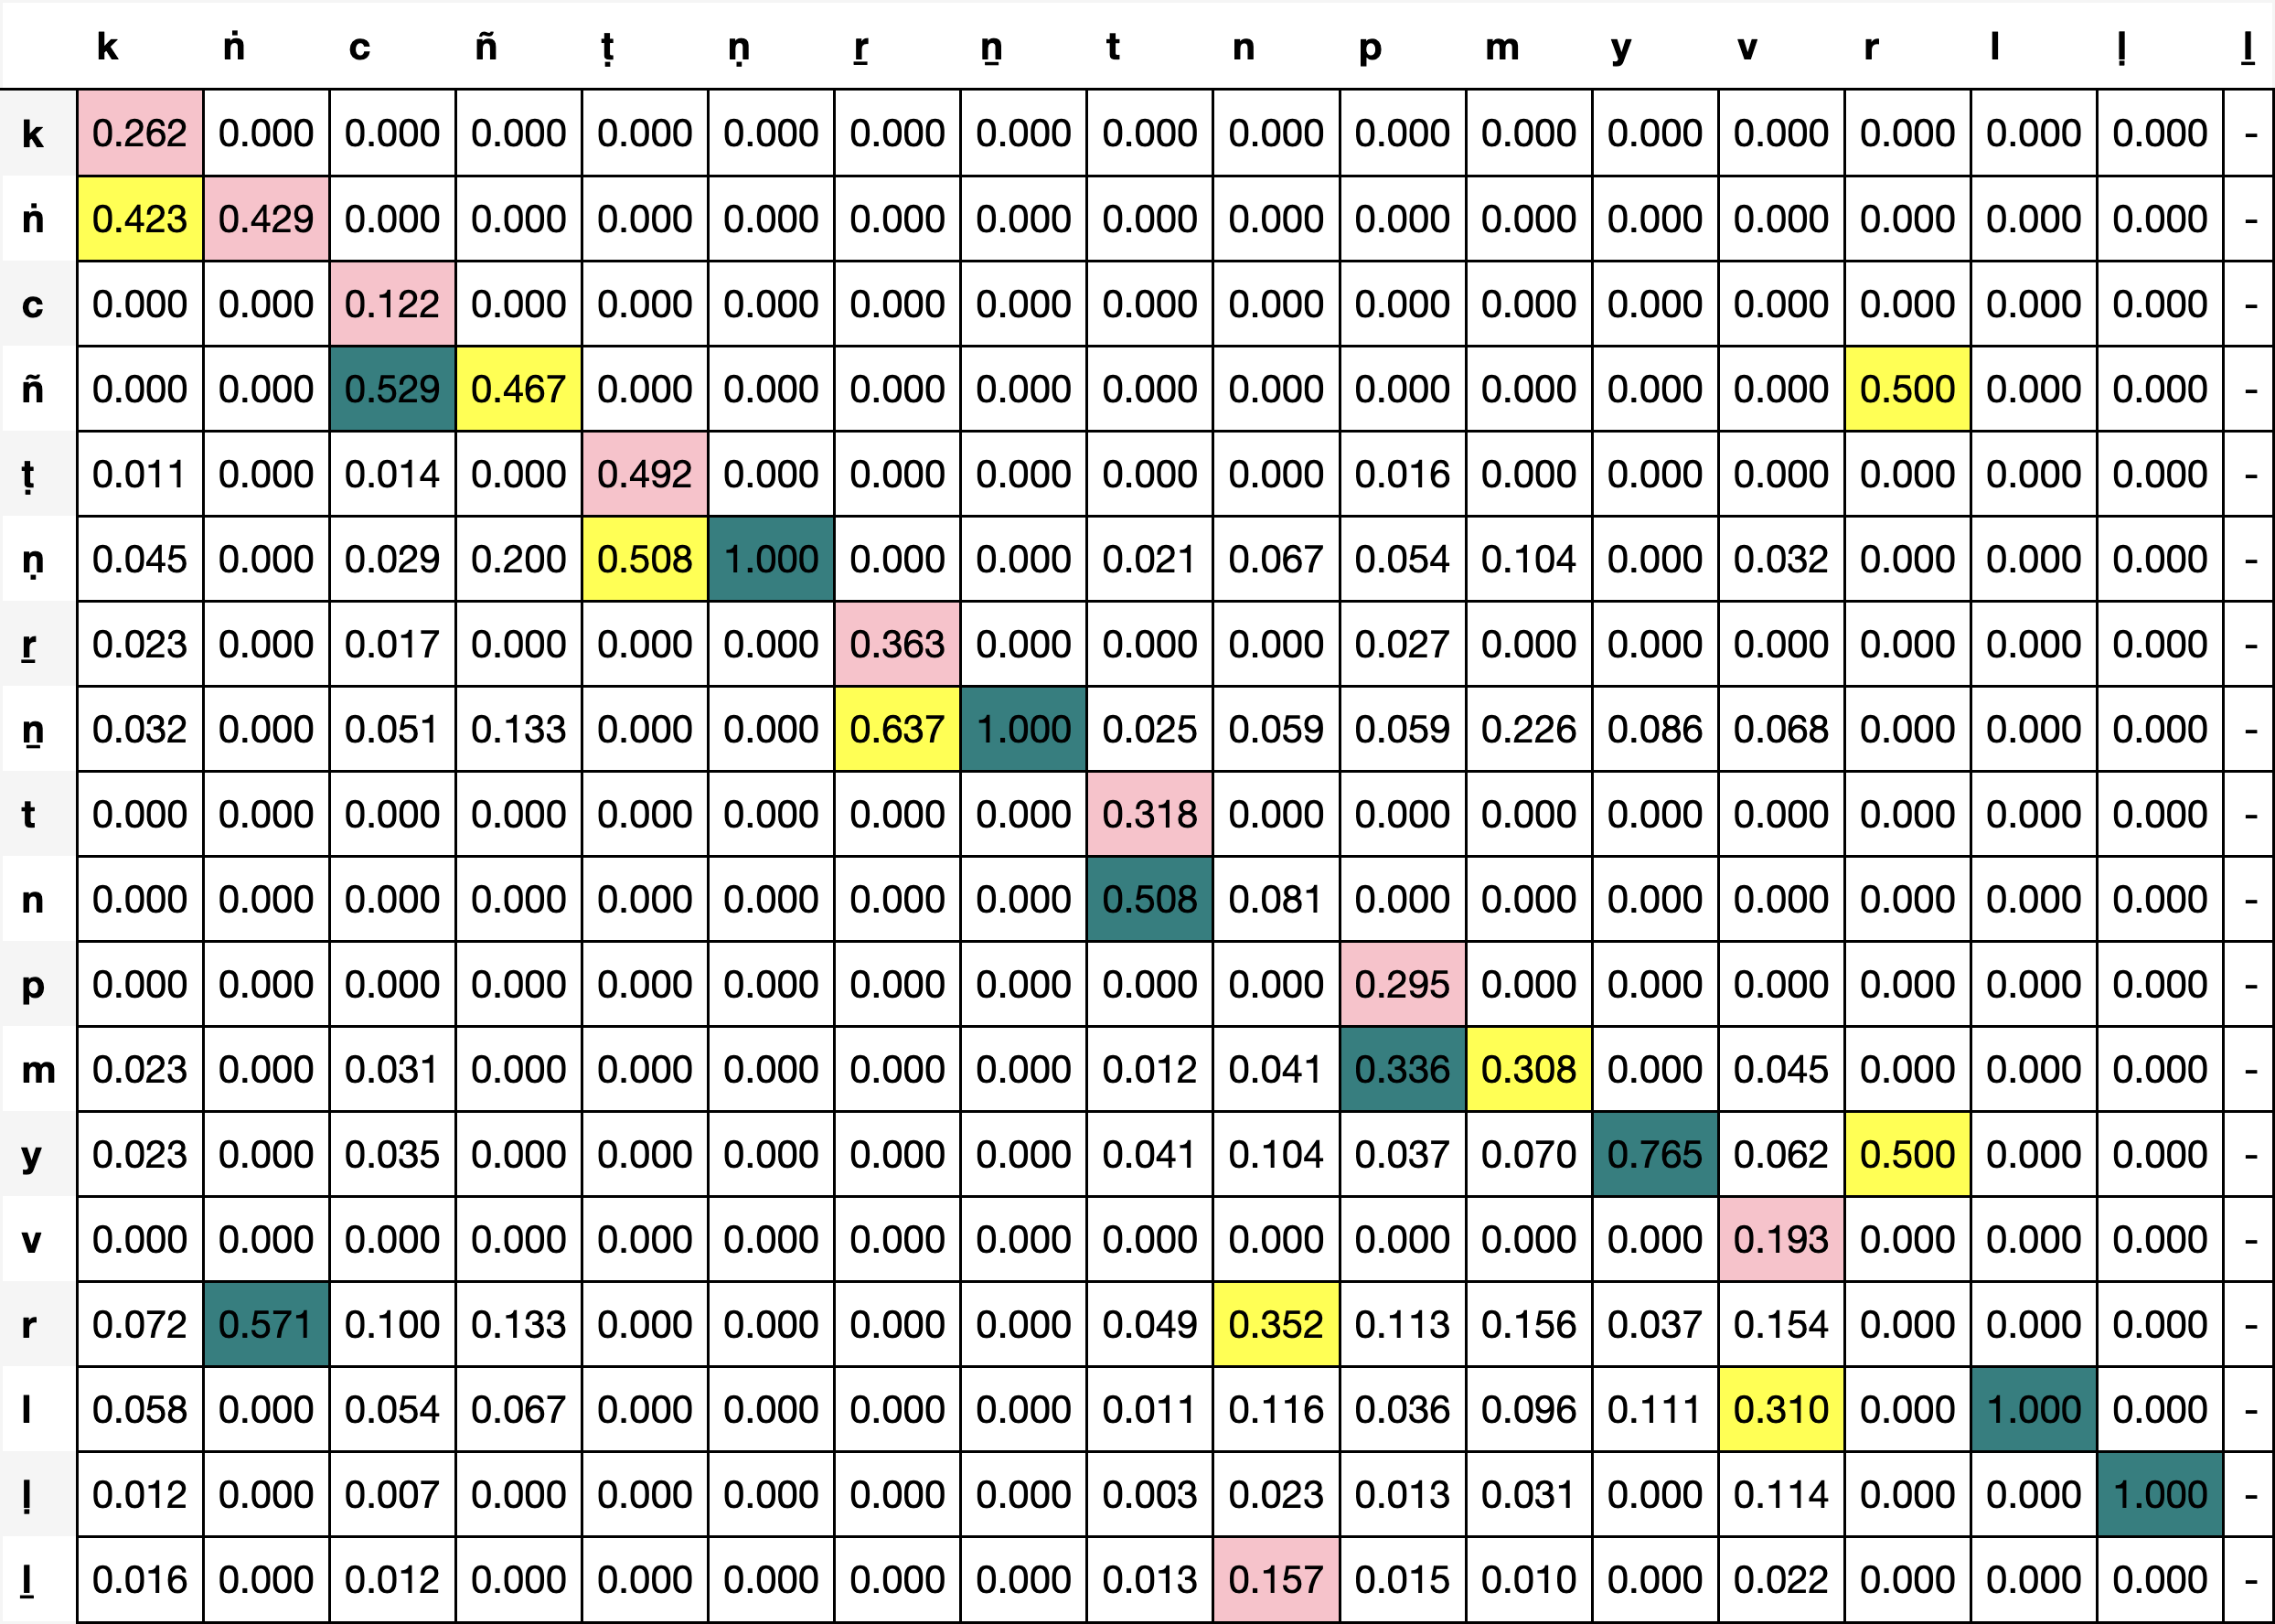 k ṅ c ñ ṭ ṇ ṟ ṉ t n p m y v r l ḷ ḻ
k 0.262 0.000 0.000 0.000 0.000 0.000 0.000 0.000 0.000 0.000 0.000 0.000 0.000 0.000 0.000 0.000 0.000 -
ṅ 0.423 0.429 0.000 0.000 0.000 0.000 0.000 0.000 0.000 0.000 0.000 0.000 0.000 0.000 0.000 0.000 0.000 -
c 0.000 0.000 0.122 0.000 0.000 0.000 0.000 0.000 0.000 0.000 0.000 0.000 0.000 0.000 0.000 0.000 0.000 -
ñ 0.000 0.000 0.529 0.467 0.000 0.000 0.000 0.000 0.000 0.000 0.000 0.000 0.000 0.000 0.500 0.000 0.000 -
ṭ 0.011 0.000 0.014 0.000 0.492 0.000 0.000 0.000 0.000 0.000 0.016 0.000 0.000 0.000 0.000 0.000 0.000 -
ṇ 0.045 0.000 0.029 0.200 0.508 1.000 0.000 0.000 0.021 0.067 0.054 0.104 0.000 0.032 0.000 0.000 0.000 -
ṟ 0.023 0.000 0.017 0.000 0.000 0.000 0.363 0.000 0.000 0.000 0.027 0.000 0.000 0.000 0.000 0.000 0.000 -
ṉ 0.032 0.000 0.051 0.133 0.000 0.000 0.637 1.000 0.025 0.059 0.059 0.226 0.086 0.068 0.000 0.000 0.000 -
t 0.000 0.000 0.000 0.000 0.000 0.000 0.000 0.000 0.318 0.000 0.000 0.000 0.000 0.000 0.000 0.000 0.000 -
n 0.000 0.000 0.000 0.000 0.000 0.000 0.000 0.000 0.508 0.081 0.000 0.000 0.000 0.000 0.000 0.000 0.000 -
p 0.000 0.000 0.000 0.000 0.000 0.000 0.000 0.000 0.000 0.000 0.295 0.000 0.000 0.000 0.000 0.000 0.000 -
m 0.023 0.000 0.031 0.000 0.000 0.000 0.000 0.000 0.012 0.041 0.336 0.308 0.000 0.045 0.000 0.000 0.000 -
y 0.023 0.000 0.035 0.000 0.000 0.000 0.000 0.000 0.041 0.104 0.037 0.070 0.765 0.062 0.500 0.000 0.000 -
v 0.000 0.000 0.000 0.000 0.000 0.000 0.000 0.000 0.000 0.000 0.000 0.000 0.000 0.193 0.000 0.000 0.000 -
r 0.072 0.571 0.100 0.133 0.000 0.000 0.000 0.000 0.049 0.352 0.113 0.156 0.037 0.154 0.000 0.000 0.000 -
l 0.058 0.000 0.054 0.067 0.000 0.000 0.000 0.000 0.011 0.116 0.036 0.096 0.111 0.310 0.000 1.000 0.000 -
ḷ 0.012 0.000 0.007 0.000 0.000 0.000 0.000 0.000 0.003 0.023 0.013 0.031 0.000 0.114 0.000 0.000 1.000 -
ḻ 0.016 0.000 0.012 0.000 0.000 0.000 0.000 0.000 0.013 0.157 0.015 0.010 0.000 0.022 0.000 0.000 0.000 -